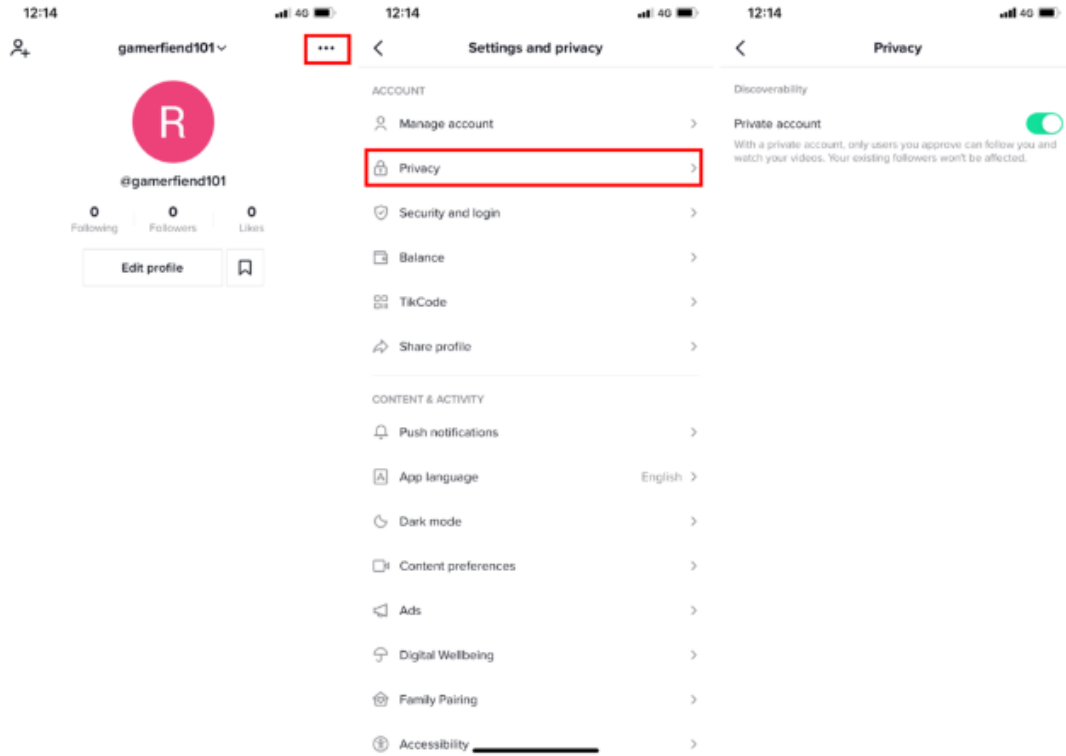 12:14
4G
gamerfiend101
R
@gamerfiend101
0 0 0
Following Followers Likes
Edit profile
12:14
4G
Settings and privacy
ACCOUNT
Manage account
Privacy
Security and login
Balance
TikCode
Share profile
CONTENT & ACTIVITY
Push notifications
App language English
Dark mode
Content preferences
Ads
Digital Wellbeing
Family Pairing
Accessibility
12:14
4G
Privacy
Discoverability
Private account
With a private account, only users you approve can follow you and
watch your videos. Your existing followers won't be affected.